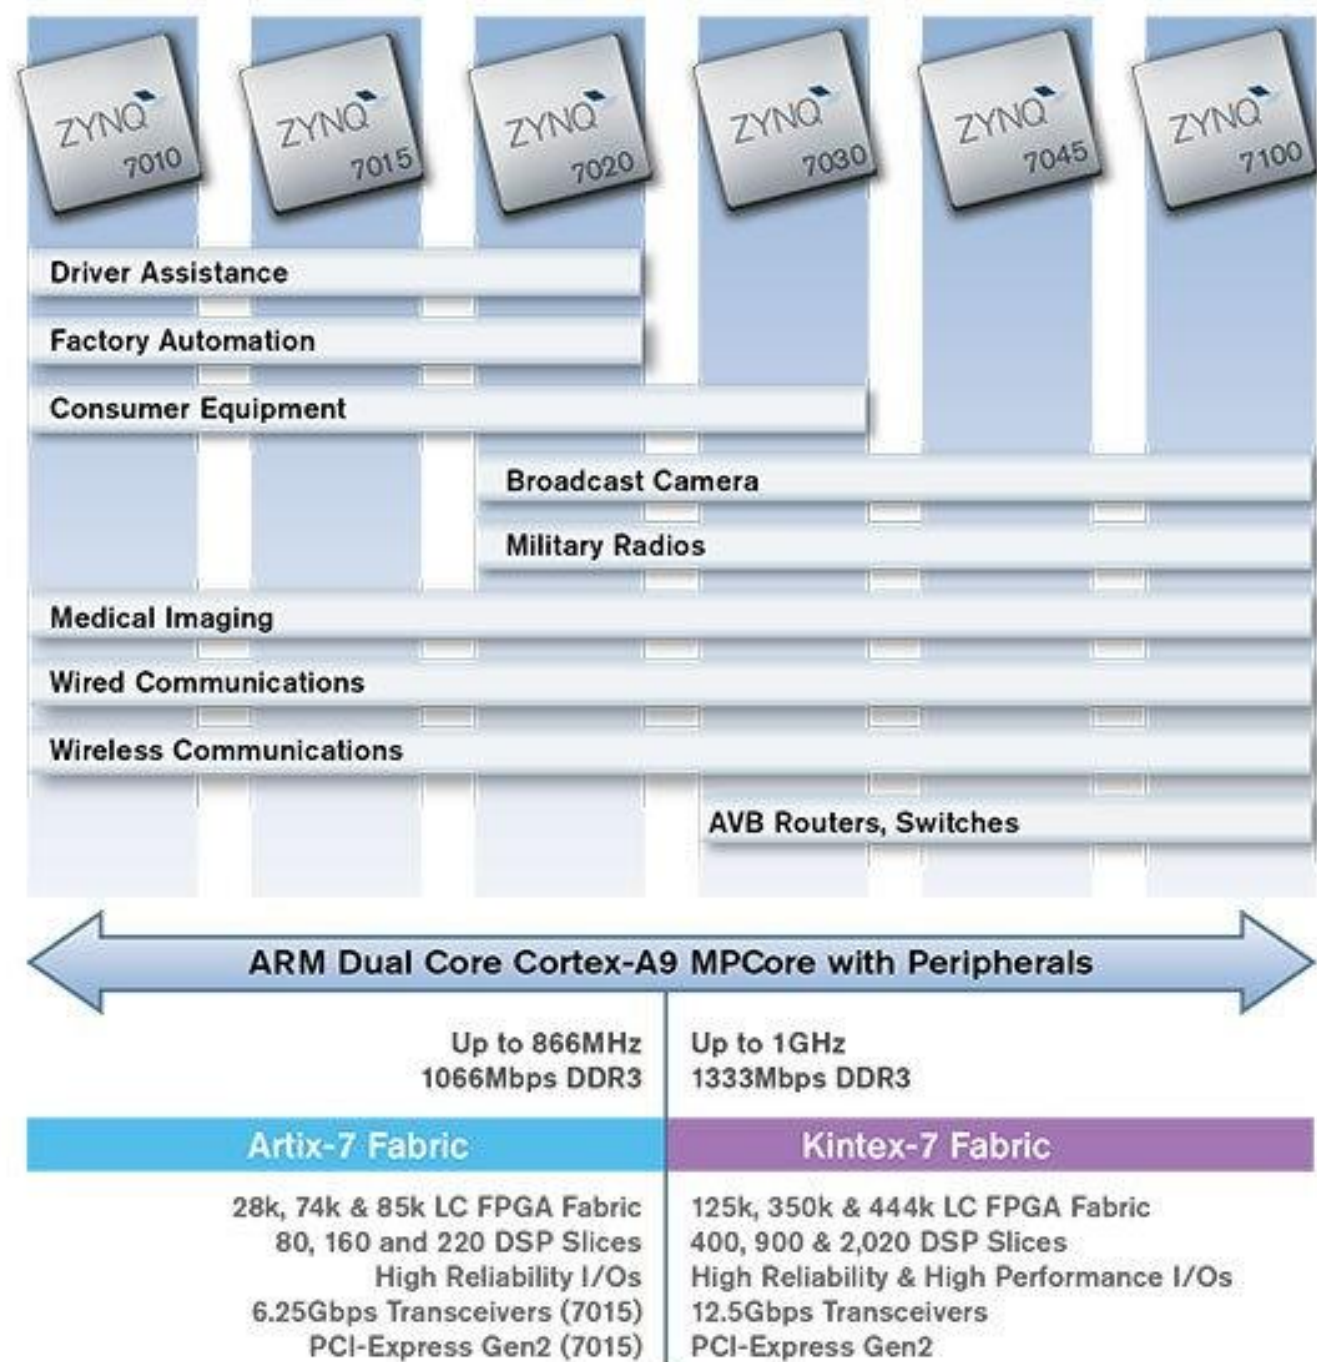 ZYNQ
7010
ZYNQ
7015
ZYNQ
7020
ZYNQ
7030
ZYNQ
7045
ZYNQ
7100
Driver Assistance
Factory Automation
Consumer Equipment
Broadcast Camera
Military Radios
Medical Imaging
Wired Communications
Wireless Communications
AVB Routers, Switches
ARM Dual Core Cortex-A9 MPCore with Peripherals
Up to 866MHz
1066Mbps DDR3
Up to 1GHz
1333Mbps DDR3
Artix-7 Fabric
28k, 74k & 85k LC FPGA Fabric
80, 160 and 220 DSP Slices
High Reliability I/Os
6.25Gbps Transceivers (7015)
PCI-Express Gen2 (7015)
Kintex-7 Fabric
125k, 350k & 444k LC FPGA Fabric
400, 900 & 2,020 DSP Slices
High Reliability & High Performance I/Os
12.5Gbps Transceivers
PCI-Express Gen2